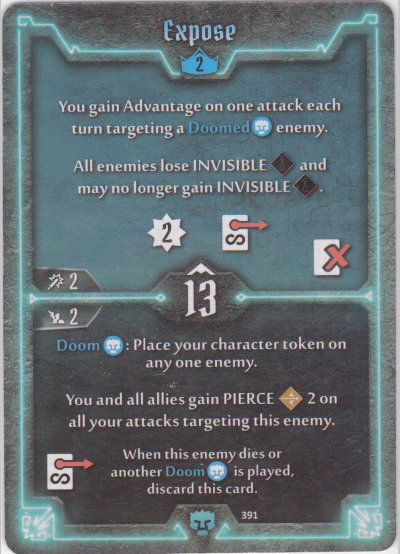 Expose
2
You gain Advantage on one attack each
turn targeting a Doomed enemy.
All enemies lose INVISIBLE and
may no longer gain INVISIBLE .
2
S
2
13
2
Doom : Place your character token on
any one enemy.
You and all allies gain PIERCE 2 on
all your attacks targeting this enemy.
S
When this enemy dies or
another Doom is played,
discard this card.
391